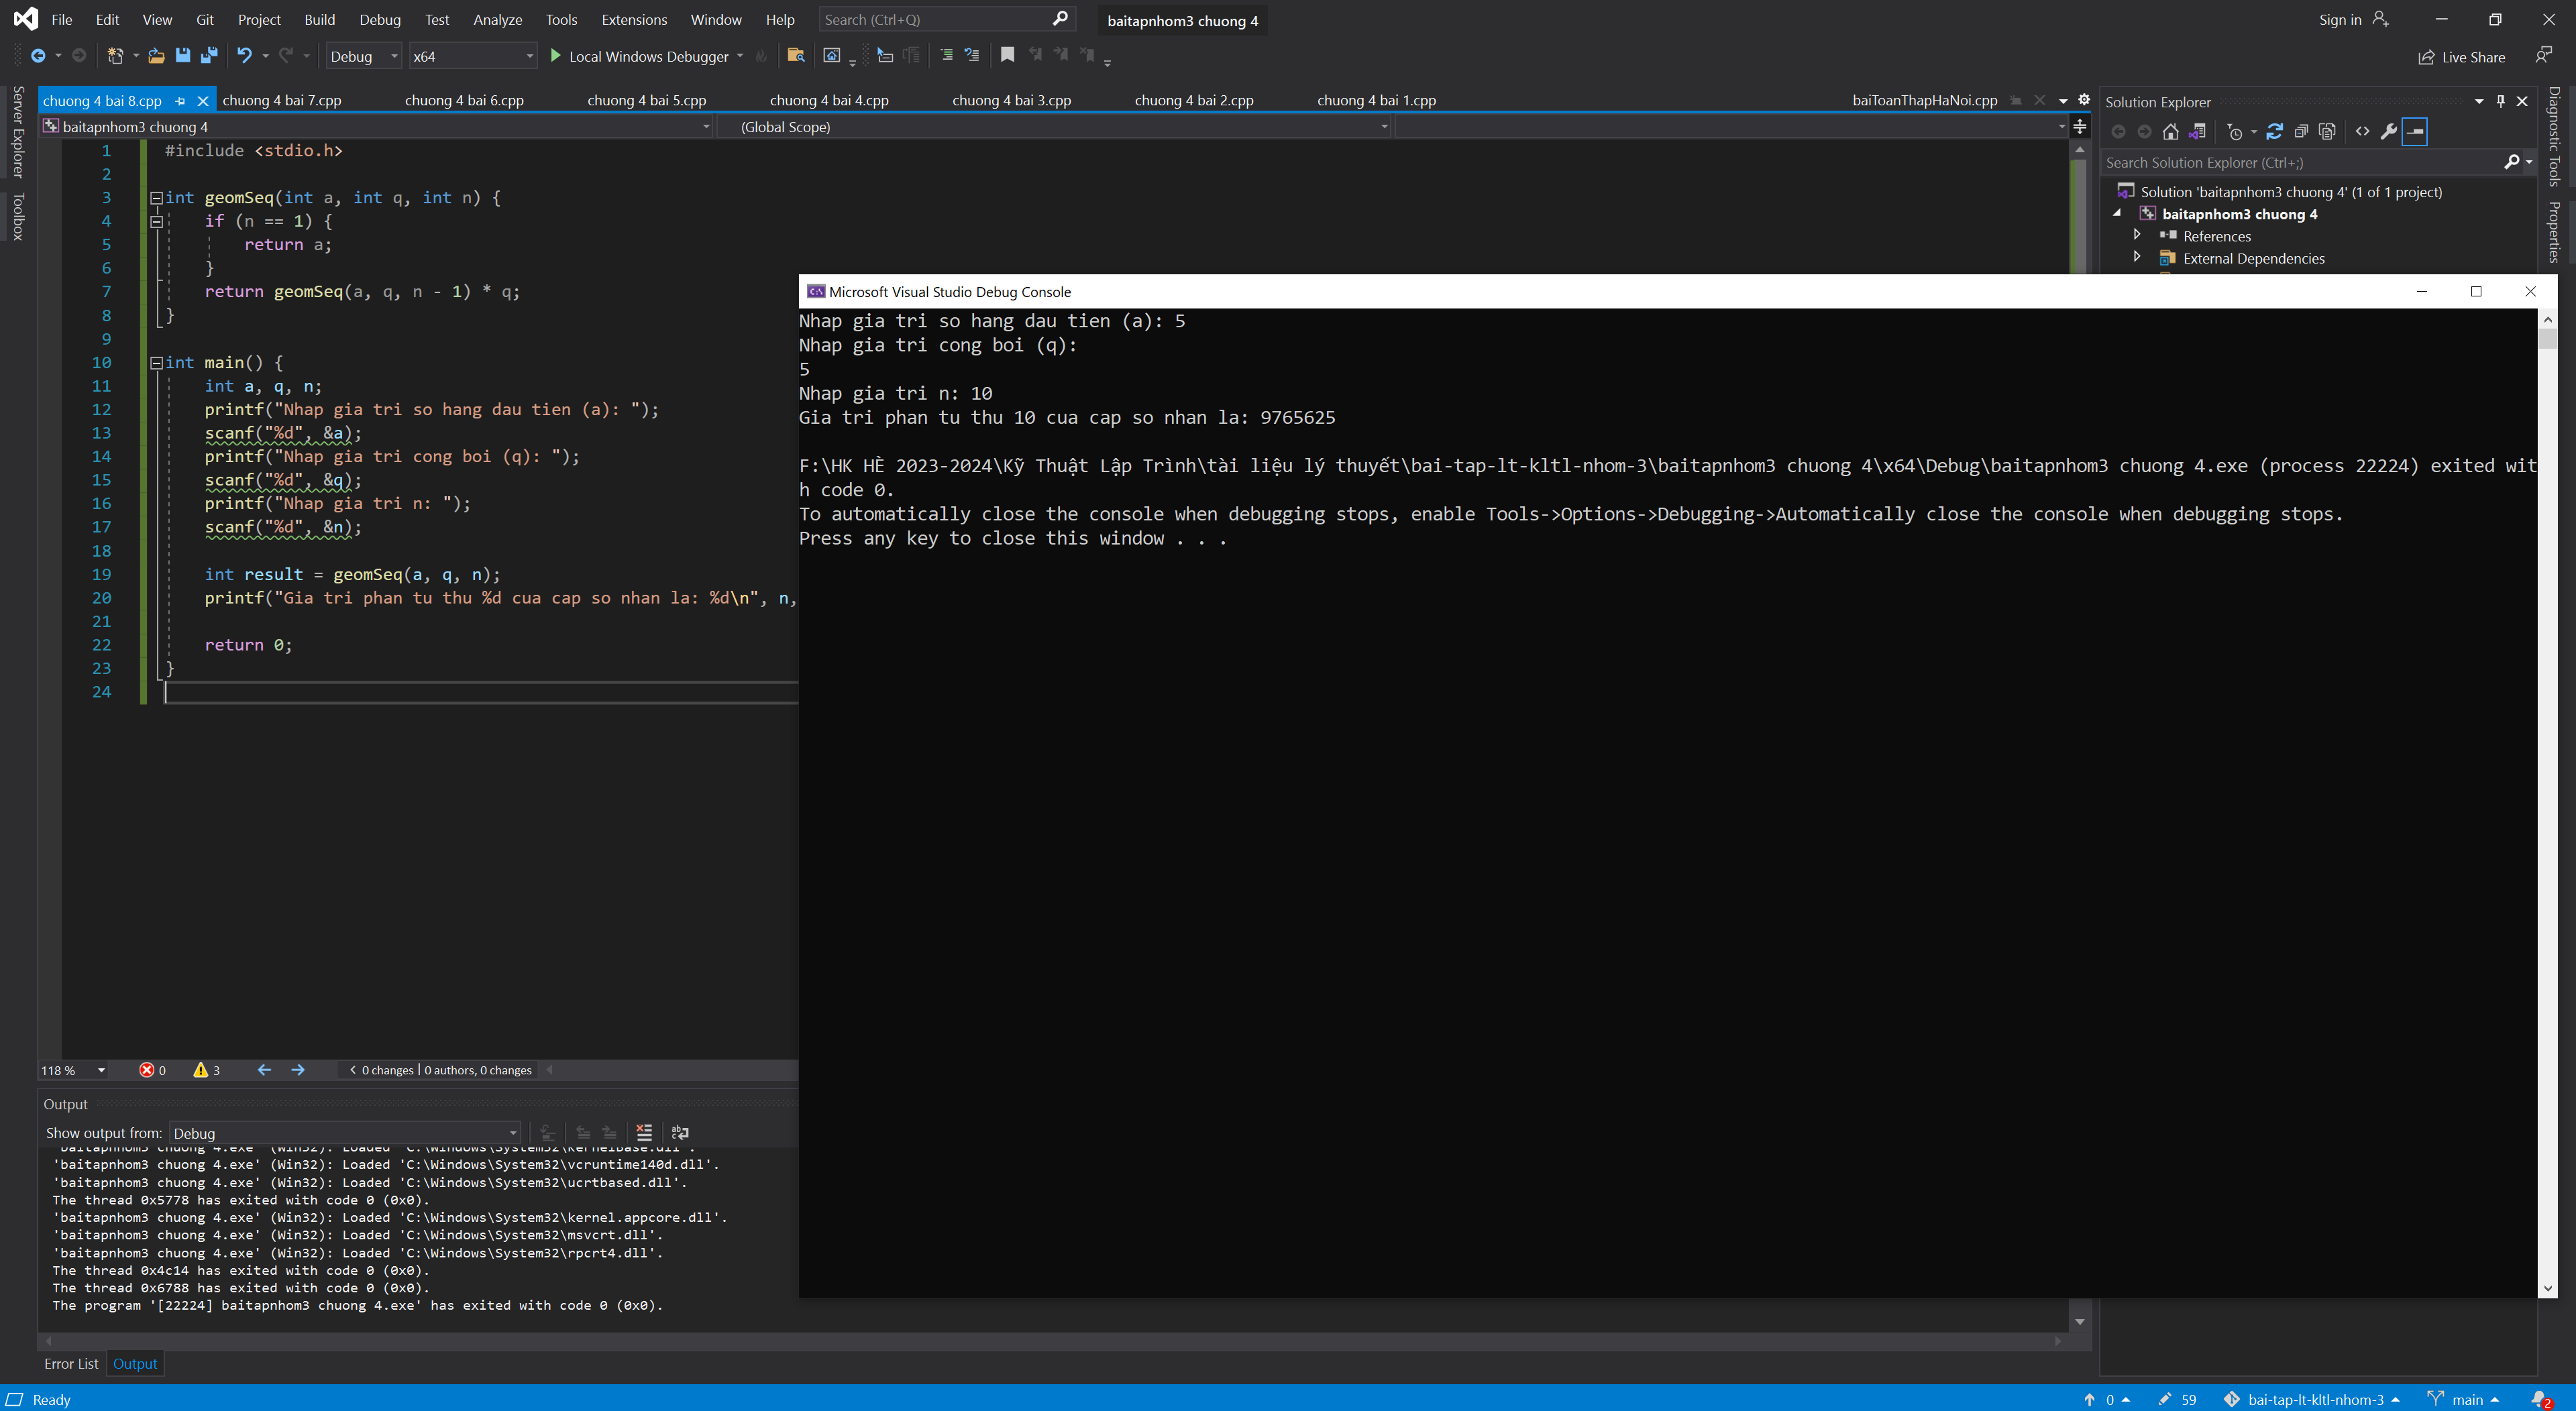 File Edit View Git Project Build Debug Test Analyze Tools Extensions Window Help Search (Ctrl+Q) baitapnhom3 chuong 4 Sign in
Debug x64 Local Windows Debugger Live Share
Server Explorer
Toolbox
chuong 4 bai 8.cpp chuong 4 bai 7.cpp chuong 4 bai 6.cpp chuong 4 bai 5.cpp chuong 4 bai 4.cpp chuong 4 bai 3.cpp chuong 4 bai 2.cpp chuong 4 bai 1.cpp baiToanThapHaNoi.cpp
baitapnhom3 chuong 4 (Global Scope)
1 #include <stdio.h>
2
3 int geomSeq(int a, int q, int n) {
4 if (n == 1) {
5 return a;
6 }
7 return geomSeq(a, q, n - 1) * q;
8 }
9
10 int main() {
11 int a, q, n;
12 printf("Nhap gia tri so hang dau tien (a): ");
13 scanf("%d", &a);
14 printf("Nhap gia tri cong boi (q): ");
15 scanf("%d", &q);
16 printf("Nhap gia tri n: ");
17 scanf("%d", &n);
18
19 int result = geomSeq(a, q, n);
20 printf("Gia tri phan tu thu %d cua cap so nhan la: %d\n", n,
21
22 return 0;
23 }
24
118 % 0 3 0 changes | 0 authors, 0 changes
Output
Show output from: Debug
'baitapnhom3 chuong 4.exe' (Win32): Loaded 'C:\Windows\System32\KernelBase.dll'.
'baitapnhom3 chuong 4.exe' (Win32): Loaded 'C:\Windows\System32\vcruntime140d.dll'.
'baitapnhom3 chuong 4.exe' (Win32): Loaded 'C:\Windows\System32\ucrtbased.dll'.
The thread 0x5778 has exited with code 0 (0x0).
'baitapnhom3 chuong 4.exe' (Win32): Loaded 'C:\Windows\System32\kernel.appcore.dll'.
'baitapnhom3 chuong 4.exe' (Win32): Loaded 'C:\Windows\System32\msvcrt.dll'.
'baitapnhom3 chuong 4.exe' (Win32): Loaded 'C:\Windows\System32\rpcrt4.dll'.
The thread 0x4c14 has exited with code 0 (0x0).
The thread 0x6788 has exited with code 0 (0x0).
The program '[22224] baitapnhom3 chuong 4.exe' has exited with code 0 (0x0).
Error List Output
Microsoft Visual Studio Debug Console
Nhap gia tri so hang dau tien (a): 5
Nhap gia tri cong boi (q):
5
Nhap gia tri n: 10
Gia tri phan tu thu 10 cua cap so nhan la: 9765625
F:\HK HÈ 2023-2024\Kỹ Thuật Lập Trình\tài liệu lý thuyết\bai-tap-lt-kltl-nhom-3\baitapnhom3 chuong 4\x64\Debug\baitapnhom3 chuong 4.exe (process 22224) exited wit
h code 0.
To automatically close the console when debugging stops, enable Tools->Options->Debugging->Automatically close the console when debugging stops.
Press any key to close this window . . .
Solution Explorer
Search Solution Explorer (Ctrl+;)
Solution 'baitapnhom3 chuong 4' (1 of 1 project)
baitapnhom3 chuong 4
References
External Dependencies
Diagnostic Tools
Properties
Ready 0 59 bai-tap-lt-kltl-nhom-3 main 2